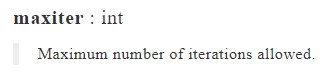 maxiter : int
Maximum number of iterations allowed.